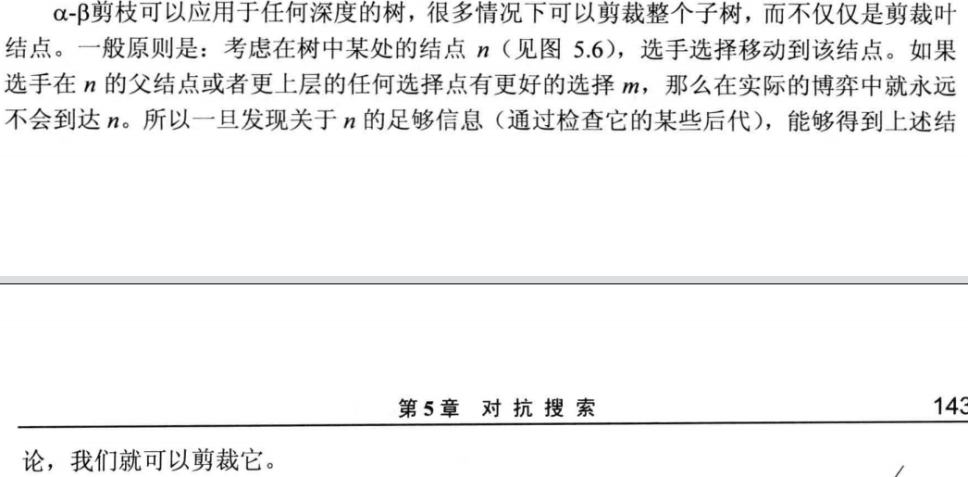 α-β剪枝可以应用于任何深度的树，很多情况下可以剪裁整个子树，而不仅仅是剪裁叶
结点。一般原则是：考虑在树中某处的结点 n（见图 5.6），选手选择移动到该结点。如果
选手在 n 的父结点或者更上层的任何选择点有更好的选择 m，那么在实际的博弈中就永远
不会到达 n。所以一旦发现关于 n 的足够信息（通过检查它的某些后代），能够得到上述结
第 5 章 对 抗 搜 索 143
论，我们就可以剪裁它。